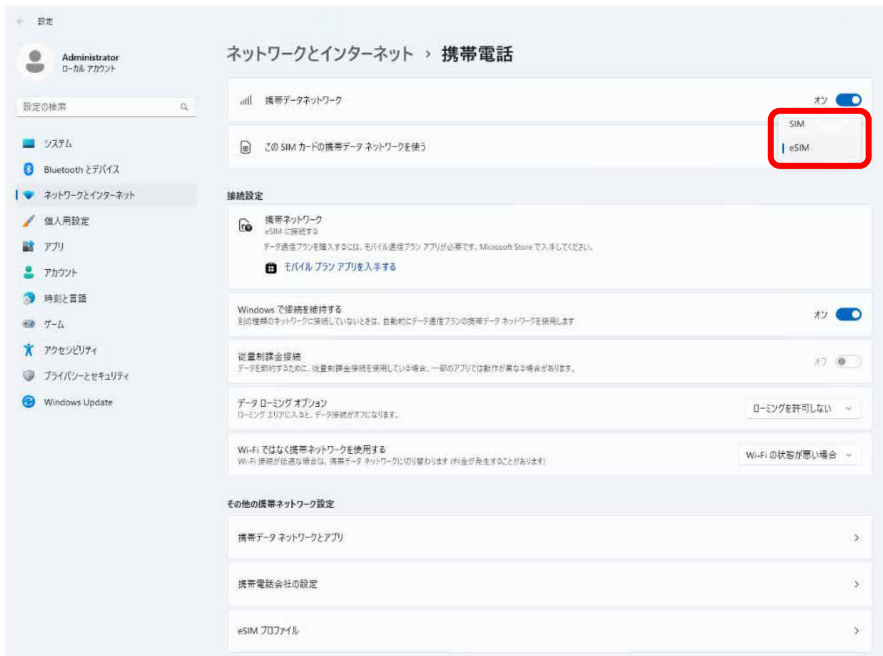 ← 設定
Administrator
ローカル アカウント
設定の検索
システム
Bluetooth とデバイス
ネットワークとインターネット
個人用設定
アプリ
アカウント
時刻と言語
ゲーム
アクセシビリティ
プライバシーとセキュリティ
Windows Update
ネットワークとインターネット › 携帯電話
携帯データネットワーク
オン
この SIM カードの携帯データ ネットワークを使う
SIM
eSIM
接続設定
携帯ネットワーク
eSIM に接続する
データ通信プランを購入するには、モバイル通信プラン アプリが必要です。Microsoft Store で入手してください。
モバイル プラン アプリを入手する
Windows で接続を維持する
別の種類のネットワークに接続していないときは、自動的にデータ通信プランの携帯データ ネットワークを使用します
オン
従量制課金接続
データを節約するために、従量制課金接続を使用している場合、一部のアプリでは動作が異なる場合があります。
オフ
データ ローミング オプション
ローミング エリアに入ると、データ接続がオフになります。
ローミングを許可しない
Wi-Fi ではなく携帯ネットワークを使用する
Wi-Fi 接続が低速な場合は、携帯データ ネットワークに切り替わります (料金が発生することがあります)
Wi-Fi の状態が悪い場合
その他の携帯ネットワーク設定
携帯データ ネットワークとアプリ
携帯電話会社の設定
eSIM プロファイル